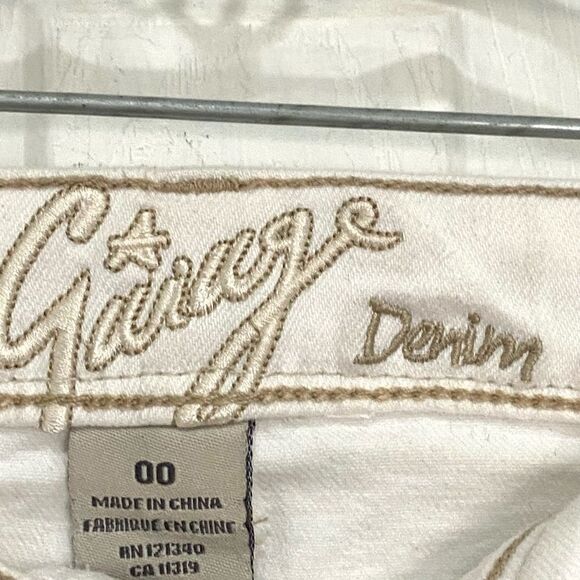 Garage
Denim
00
MADE IN CHINA
FABRIQUE EN CHINE
RN 121340
CA 11319